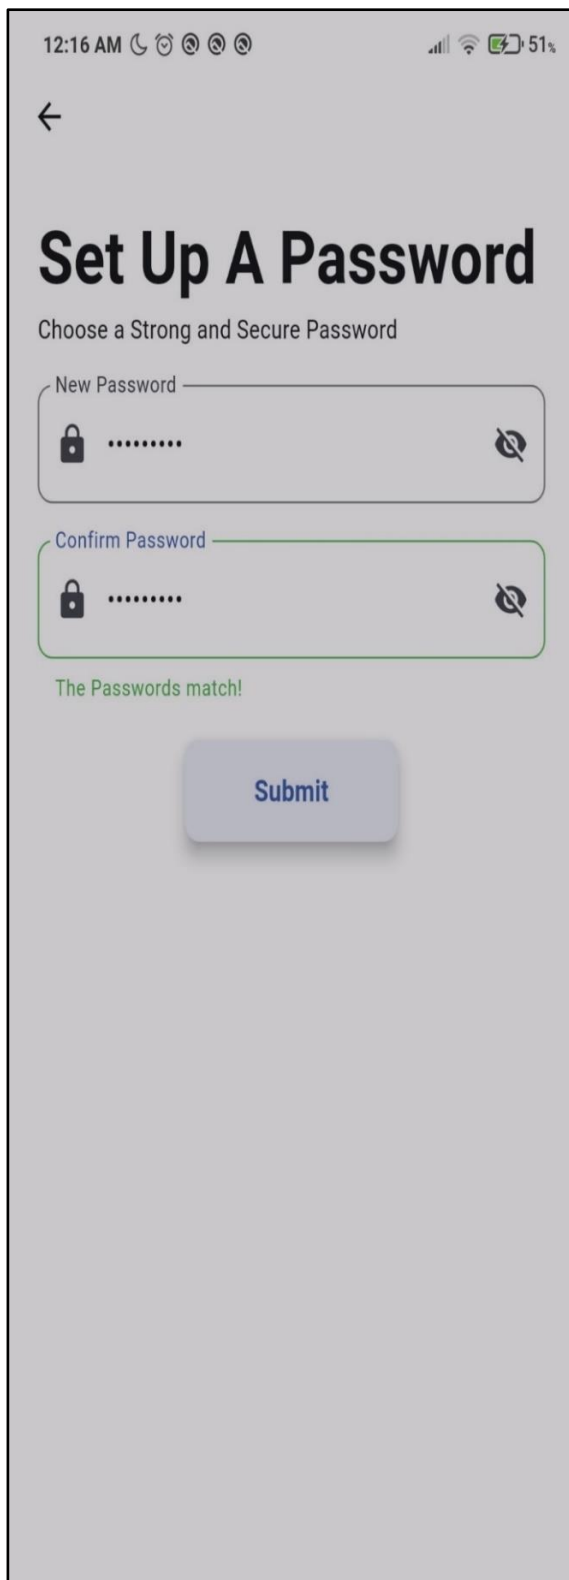 12:16 AM 51%
Set Up A Password
Choose a Strong and Secure Password
New Password
•••••••••
Confirm Password
•••••••••
The Passwords match!
Submit